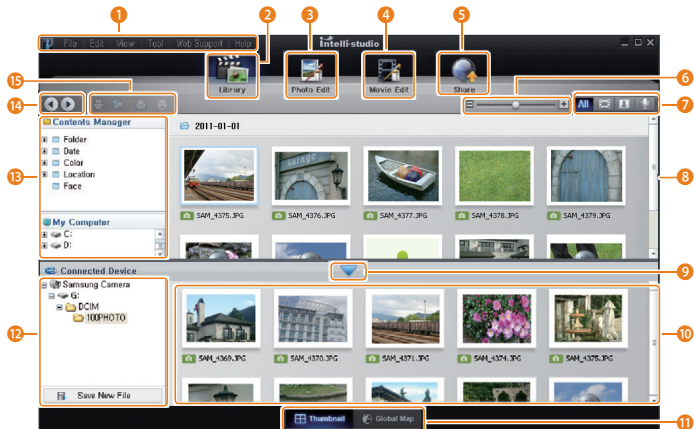 1 2 3 4 5
File | Edit | View | Tool | Web Support | Help
Intelli-studio
Library Photo Edit Movie Edit Share
15 6
14 All 7
Contents Manager
2011-01-01
Folder
Date
Color
Location
Face
13 8
SAM_4375.JPG SAM_4376.JPG SAM_4377.JPG SAM_4378.JPG SAM_4379.JPG
My Computer
C:
D:
Connected Device
9
Samsung Camera
G:
DCIM
100PHOTO
12 10
SAM_4369.JPG SAM_4370.JPG SAM_4371.JPG SAM_4374.JPG SAM_4375.JPG
Save New File
Thumbnail Global Map 11